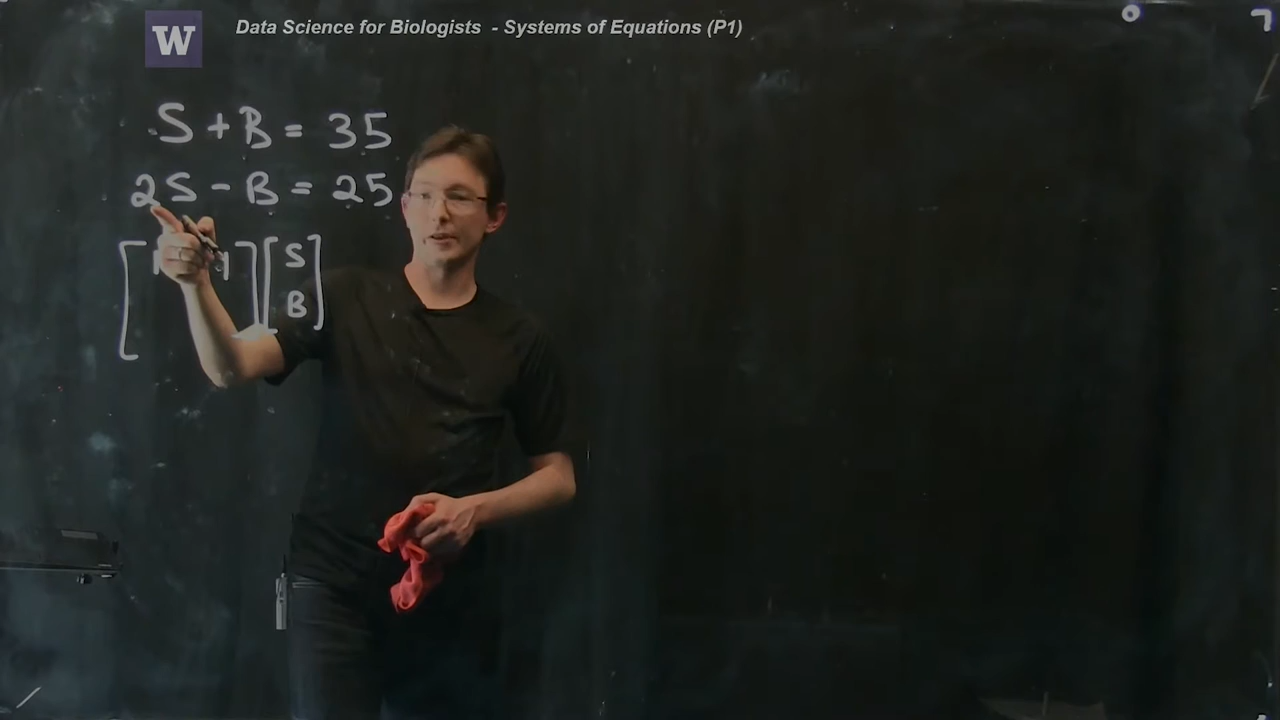 W
Data Science for Biologists - Systems of Equations (P1)
S + B = 35
2S - B = 25
[ ] [ S
B ]